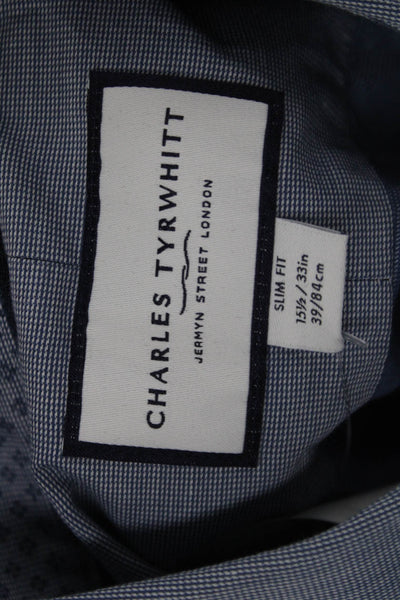 CHARLES TYRWHITT
JERMYN STREET LONDON
SLIM FIT
15½ / 33in
39/84cm